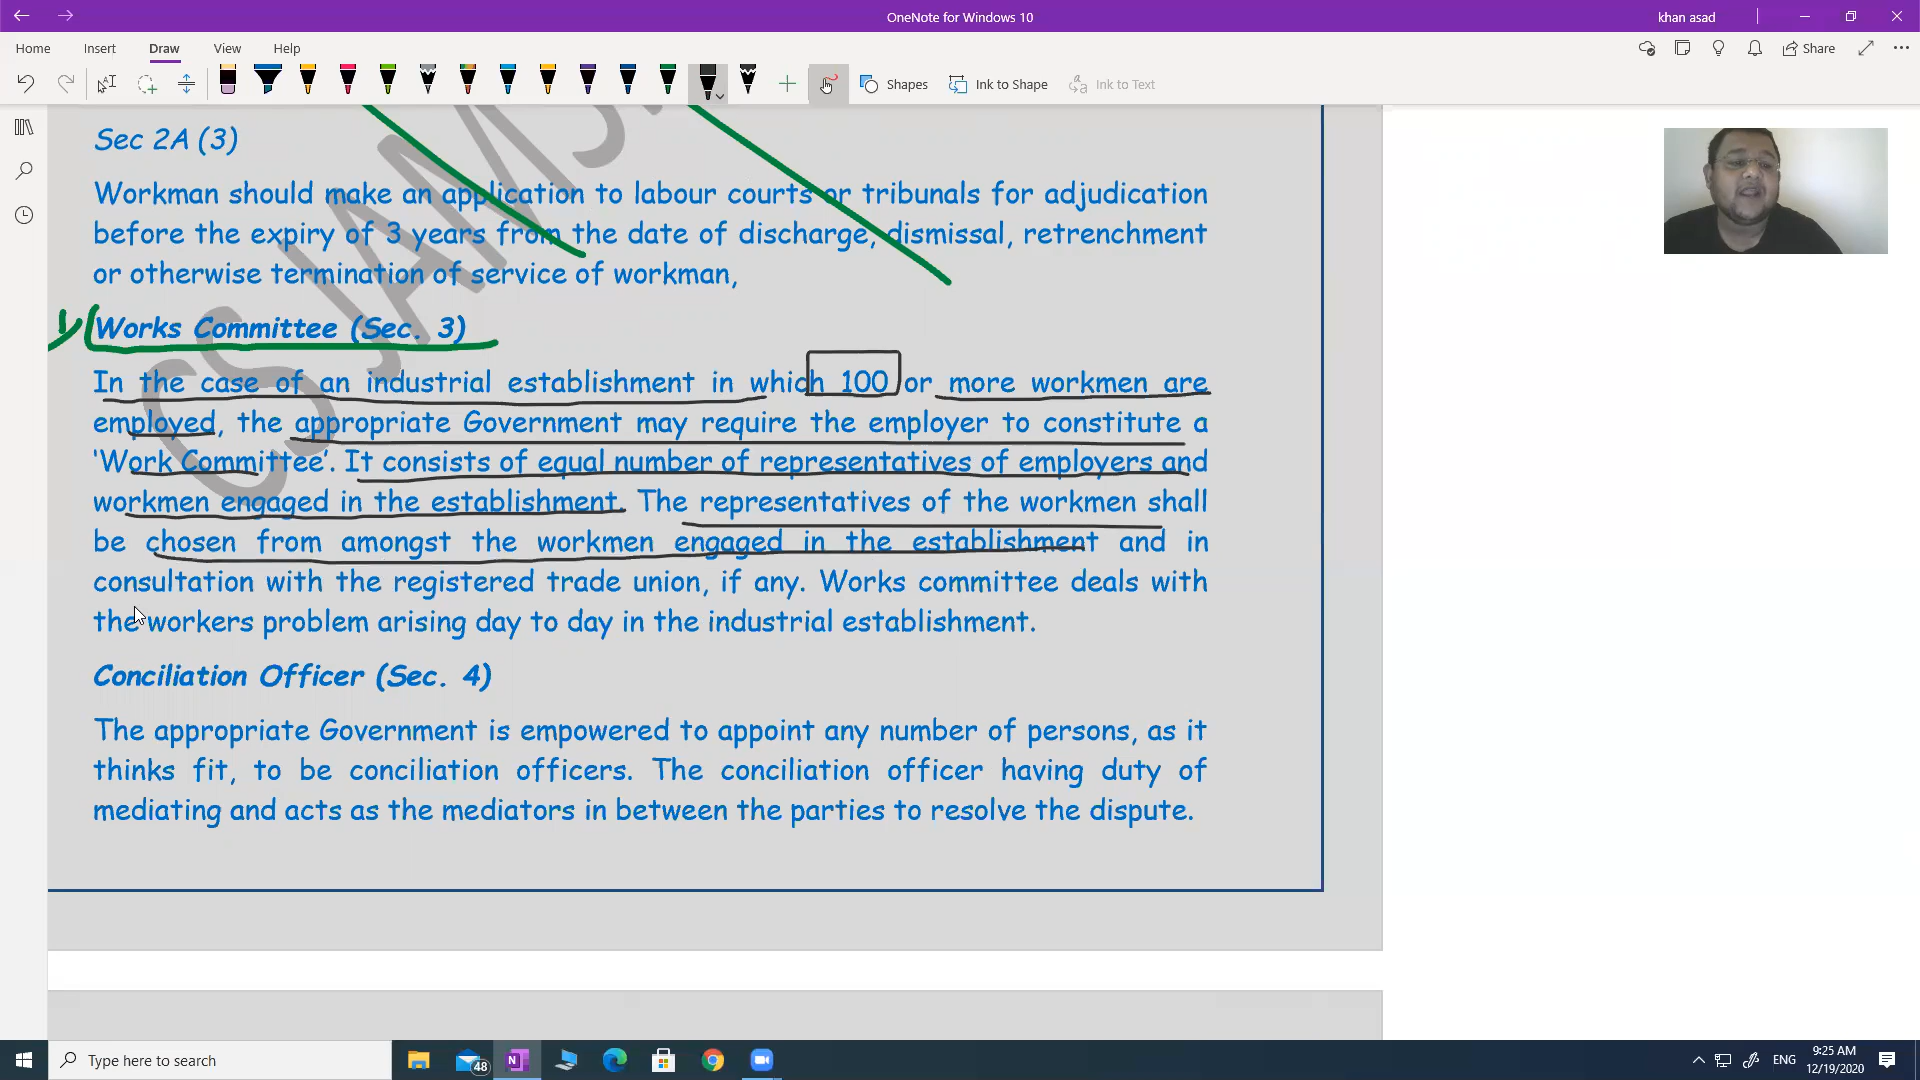 OneNote for Windows 10
khan asad
Home Insert Draw View Help
Share
Shapes Ink to Shape Ink to Text
CS JAMS
Sec 2A (3)
Workman should make an application to labour courts or tribunals for adjudication
before the expiry of 3 years from the date of discharge, dismissal, retrenchment
or otherwise termination of service of workman,
Works Committee (Sec. 3)
In the case of an industrial establishment in which 100 or more workmen are
employed, the appropriate Government may require the employer to constitute a
'Work Committee'. It consists of equal number of representatives of employers and
workmen engaged in the establishment. The representatives of the workmen shall
be chosen from amongst the workmen engaged in the establishment and in
consultation with the registered trade union, if any. Works committee deals with
the workers problem arising day to day in the industrial establishment.
Conciliation Officer (Sec. 4)
The appropriate Government is empowered to appoint any number of persons, as it
thinks fit, to be conciliation officers. The conciliation officer having duty of
mediating and acts as the mediators in between the parties to resolve the dispute.
Type here to search
48
ENG
9:25 AM
12/19/2020